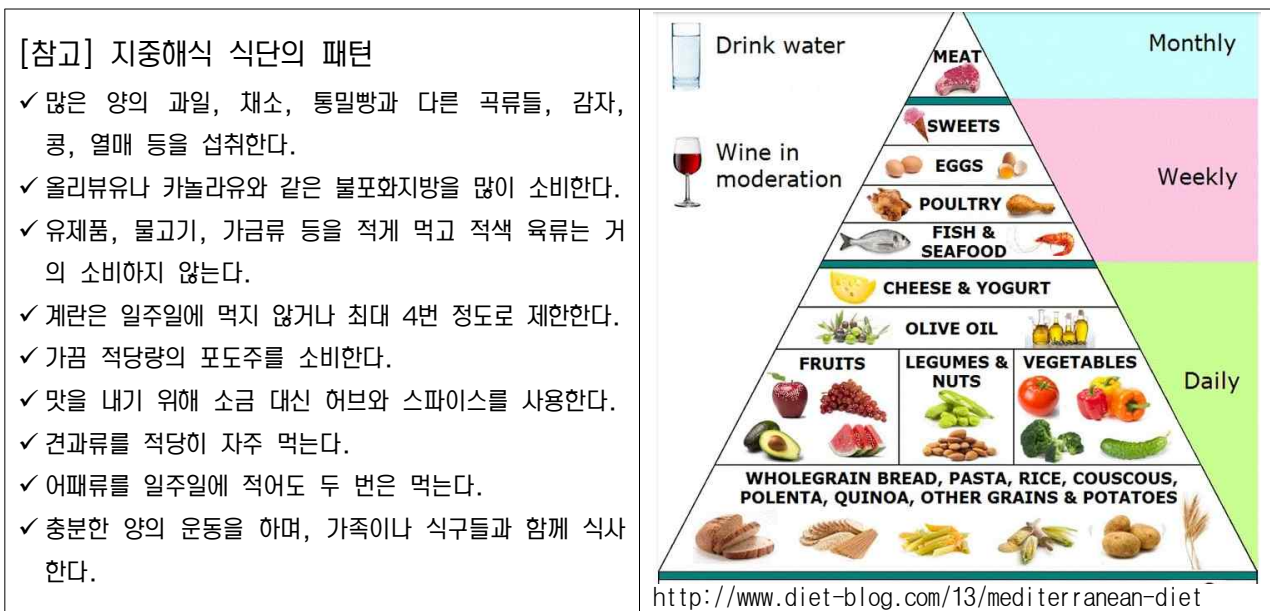 [참고] 지중해식 식단의 패턴
✓ 많은 양의 과일, 채소, 통밀빵과 다른 곡류들, 감자,
콩, 열매 등을 섭취한다.
✓ 올리뷰유나 카놀라유와 같은 불포화지방을 많이 소비한다.
✓ 유제품, 물고기, 가금류 등을 적게 먹고 적색 육류는 거
의 소비하지 않는다.
✓ 계란은 일주일에 먹지 않거나 최대 4번 정도로 제한한다.
✓ 가끔 적당량의 포도주를 소비한다.
✓ 맛을 내기 위해 소금 대신 허브와 스파이스를 사용한다.
✓ 견과류를 적당히 자주 먹는다.
✓ 어패류를 일주일에 적어도 두 번은 먹는다.
✓ 충분한 양의 운동을 하며, 가족이나 식구들과 함께 식사
한다.
Drink water
Wine in
moderation
MEAT
Monthly
SWEETS
EGGS
POULTRY
FISH &
SEAFOOD
Weekly
CHEESE & YOGURT
OLIVE OIL
FRUITS
LEGUMES &
NUTS
VEGETABLES
Daily
WHOLEGRAIN BREAD, PASTA, RICE, COUSCOUS,
POLENTA, QUINOA, OTHER GRAINS & POTATOES
http://www.diet-blog.com/13/mediterranean-diet